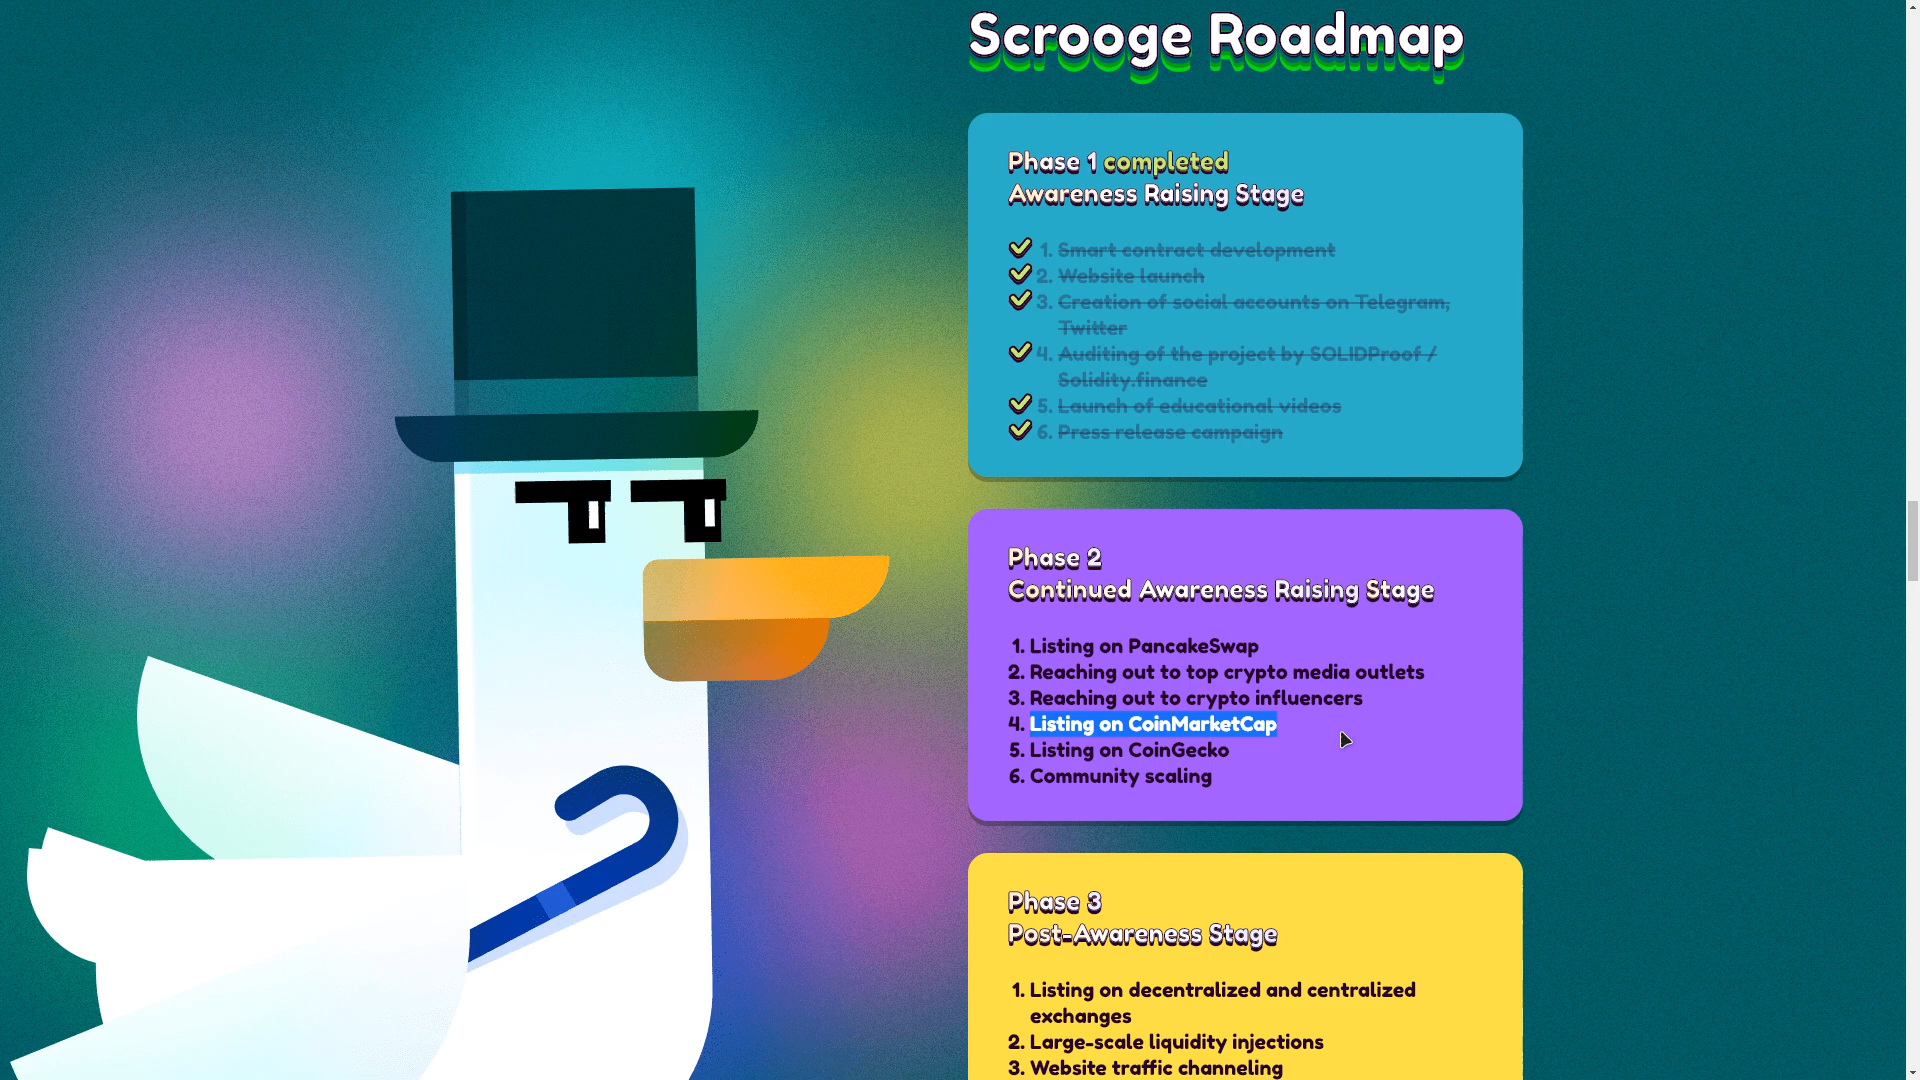 Scrooge Roadmap
Phase 1 completed
Awareness Raising Stage
1. Smart contract development
2. Website launch
3. Creation of social accounts on Telegram,
Twitter
4. Auditing of the project by SOLIDProof /
Solidity.finance
5. Launch of educational videos
6. Press release campaign
Phase 2
Continued Awareness Raising Stage
1. Listing on PancakeSwap
2. Reaching out to top crypto media outlets
3. Reaching out to crypto influencers
4. Listing on CoinMarketCap
5. Listing on CoinGecko
6. Community scaling
Phase 3
Post-Awareness Stage
1. Listing on decentralized and centralized
exchanges
2. Large-scale liquidity injections
3. Website traffic channeling